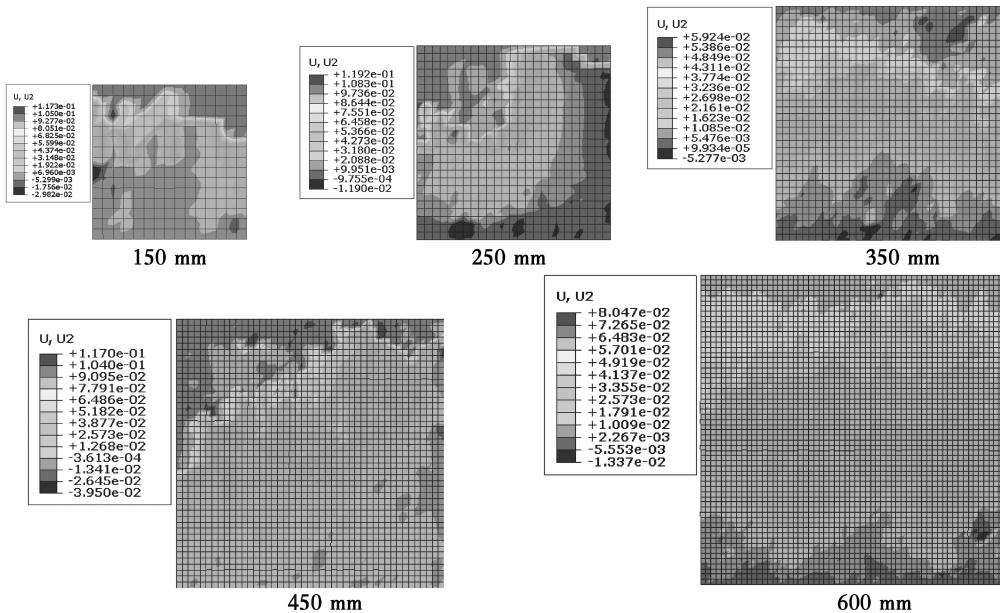 U, U2
+1.173e-01
+1.050e-01
+9.277e-02
+8.051e-02
+6.825e-02
+5.599e-02
+4.374e-02
+3.148e-02
+1.922e-02
+6.960e-03
-5.299e-03
-1.756e-02
-2.982e-02
150 mm
U, U2
+1.192e-01
+1.083e-01
+9.736e-02
+8.644e-02
+7.551e-02
+6.458e-02
+5.366e-02
+4.273e-02
+3.180e-02
+2.088e-02
+9.951e-03
-9.755e-04
-1.190e-02
250 mm
U, U2
+5.924e-02
+5.386e-02
+4.849e-02
+4.311e-02
+3.774e-02
+3.236e-02
+2.698e-02
+2.161e-02
+1.623e-02
+1.085e-02
+5.476e-03
+9.934e-05
-5.277e-03
350 mm
U, U2
+1.170e-01
+1.040e-01
+9.095e-02
+7.791e-02
+6.486e-02
+5.182e-02
+3.877e-02
+2.573e-02
+1.268e-02
-3.613e-04
-1.341e-02
-2.645e-02
-3.950e-02
450 mm
U, U2
+8.047e-02
+7.265e-02
+6.483e-02
+5.701e-02
+4.919e-02
+4.137e-02
+3.355e-02
+2.573e-02
+1.791e-02
+1.009e-02
+2.267e-03
-5.553e-03
-1.337e-02
600 mm